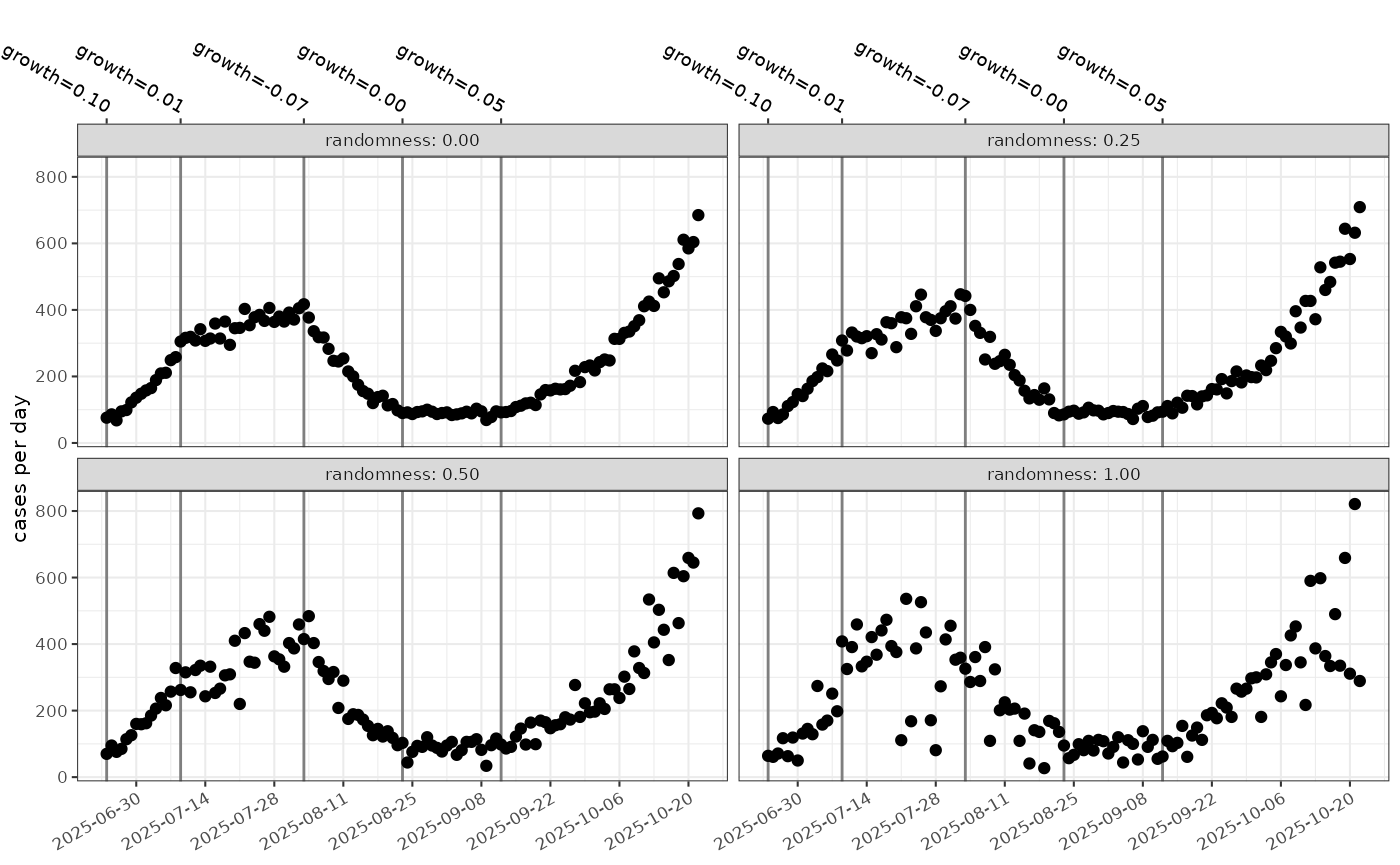 growth=0.10
growth=0.01
growth=-0.07
growth=0.00
growth=0.05
growth=0.10
growth=0.01
growth=-0.07
growth=0.00
growth=0.05
randomness: 0.00
randomness: 0.25
800
600
400
200
0
randomness: 0.50
randomness: 1.00
800
600
400
200
0
cases per day
2025-06-30
2025-07-14
2025-07-28
2025-08-11
2025-08-25
2025-09-08
2025-09-22
2025-10-06
2025-10-20
2025-06-30
2025-07-14
2025-07-28
2025-08-11
2025-08-25
2025-09-08
2025-09-22
2025-10-06
2025-10-20